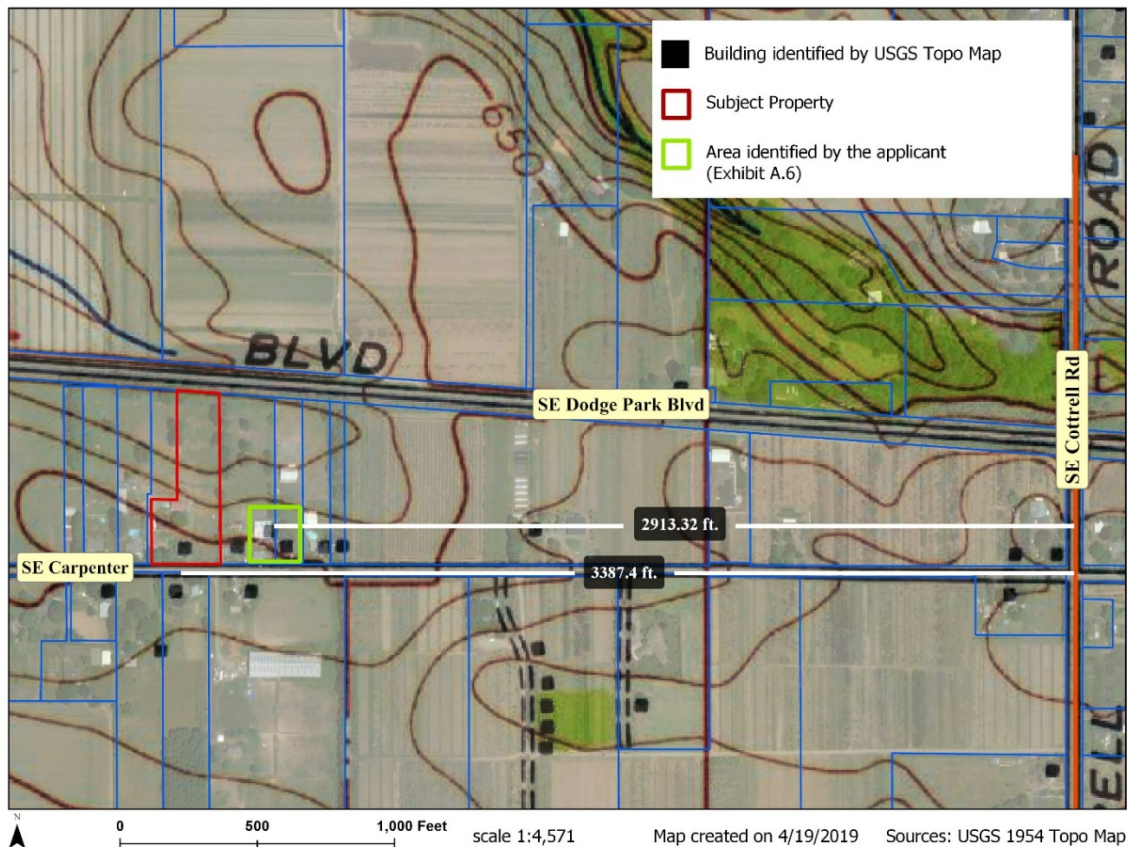 Building identified by USGS Topo Map
Subject Property
Area identified by the applicant
(Exhibit A.6)
650
ROAD
BLVD
SE Dodge Park Blvd
SE Cottrell Rd
2913.32 ft.
SE Carpenter
3387.4 ft.
ELL
N
0 500 1,000 Feet
scale 1:4,571
Map created on 4/19/2019
Sources: USGS 1954 Topo Map